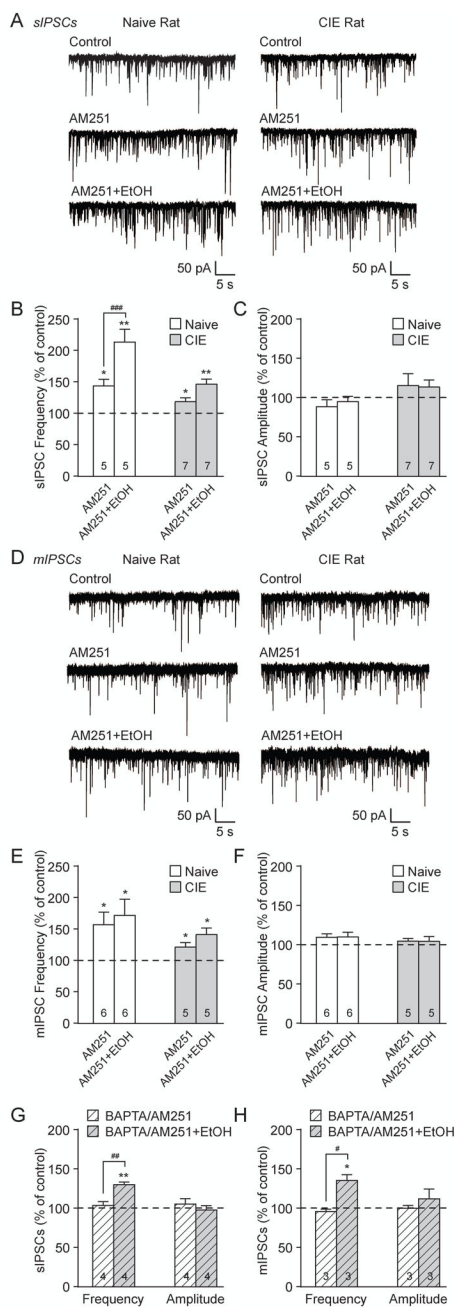 A sIPSCs Naive Rat CIE Rat
Control Control
AM251 AM251
AM251+EtOH AM251+EtOH
50 pA 50 pA
5 s 5 s
B
sIPSC Frequency (% of control)
250
200
150
100
50
0
###
* ** * **
Naive
CIE
5 5 7 7
AM251
AM251+EtOH
AM251
AM251+EtOH
C
sIPSC Amplitude (% of control)
200
150
100
50
0
Naive
CIE
5 5 7 7
AM251
AM251+EtOH
AM251
AM251+EtOH
D mIPSCs Naive Rat CIE Rat
Control Control
AM251 AM251
AM251+EtOH AM251+EtOH
50 pA 50 pA
5 s 5 s
E
mIPSC Frequency (% of control)
250
200
150
100
50
0
* * * *
Naive
CIE
6 6 5 5
AM251
AM251+EtOH
AM251
AM251+EtOH
F
mIPSC Amplitude (% of control)
200
150
100
50
0
Naive
CIE
6 6 5 5
AM251
AM251+EtOH
AM251
AM251+EtOH
G
BAPTA/AM251
BAPTA/AM251+EtOH
sIPSCs (% of control)
200
150
100
50
0
##
**
4 4 4 4
Frequency Amplitude
H
BAPTA/AM251
BAPTA/AM251+EtOH
mIPSCs (% of control)
200
150
100
50
0
#
*
3 3 3 3
Frequency Amplitude